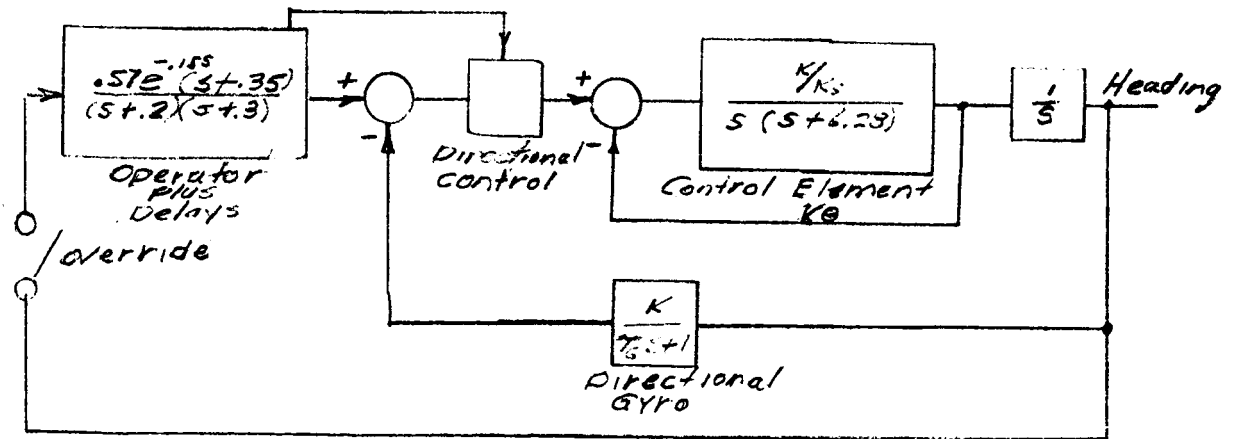 .57e^-.15s (s+.35)
(s+.2)(s+.3)
Operator
plus
Delays
override
+
-
Directional
Control
+
-
K/Ks
s (s+6.28)
Control Element
Kθ
1
s
Heading
K
τGs+1
Directional
Gyro